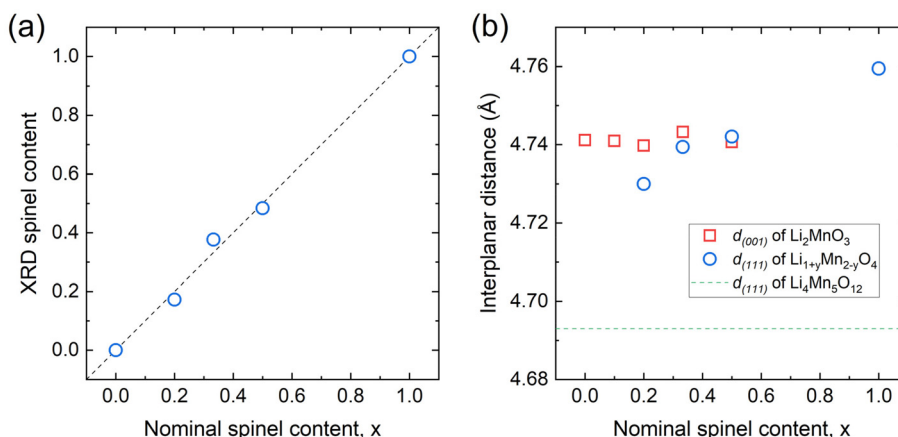 (a)
XRD spinel content
1.0
0.8
0.6
0.4
0.2
0.0
0.0 0.2 0.4 0.6 0.8 1.0
Nominal spinel content, x
(b)
Interplanar distance (Å)
4.76
4.74
4.72
4.70
4.68
d(001) of Li2MnO3
d(111) of Li1+yMn2-yO4
d(111) of Li4Mn5O12
0.0 0.2 0.4 0.6 0.8 1.0
Nominal spinel content, x